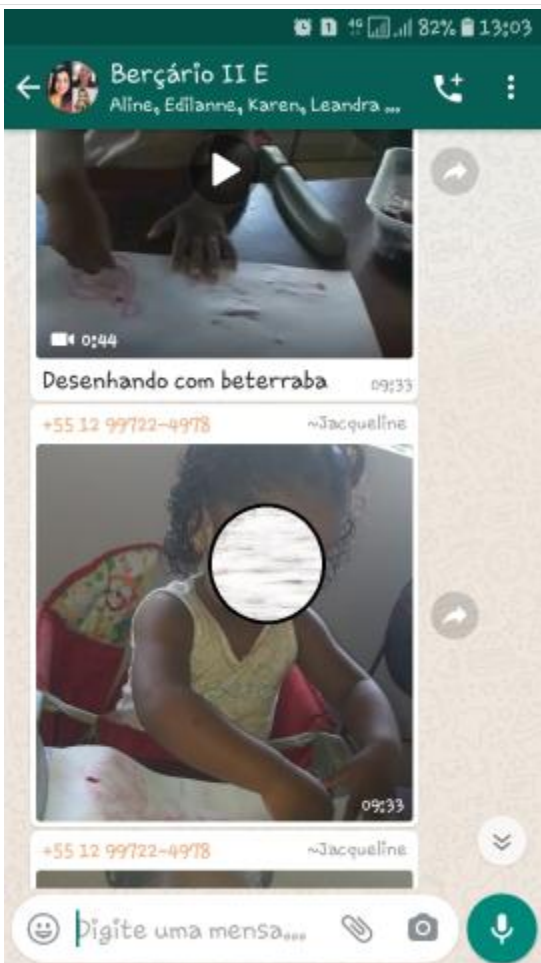 4G 82% 13:03
Berçário II E
Aline, Edilanne, Karen, Leandra ...
0:44
Desenhando com beterraba 09:33
+55 12 99722-4978 ~Jacqueline
09:33
+55 12 99722-4978 ~Jacqueline
Digite uma mensa...